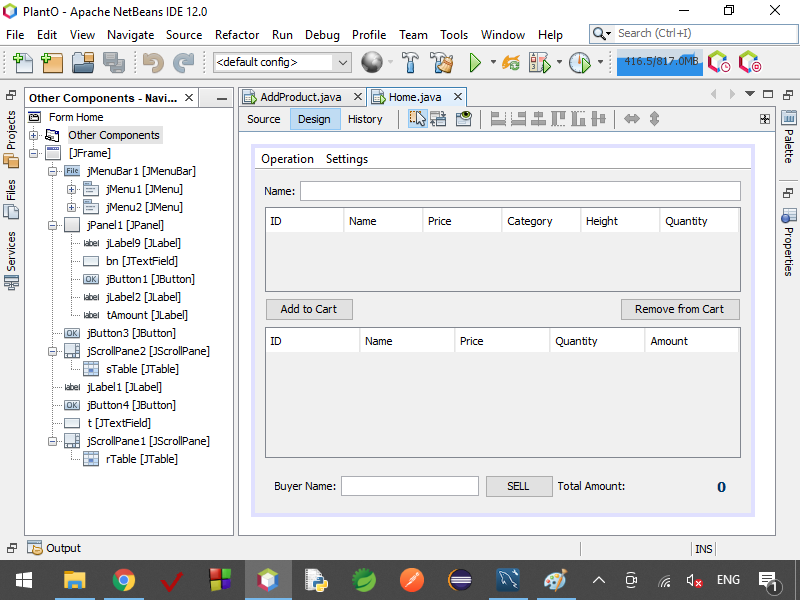 PlantO - Apache NetBeans IDE 12.0
File Edit View Navigate Source Refactor Run Debug Profile Team Tools Window Help
Search (Ctrl+I)
<default config>
416.5/817.0MB
Other Components - Navi...
AddProduct.java
Home.java
Source Design History
Projects
Files
Services
Form Home
Other Components
[JFrame]
File jMenuBar1 [JMenuBar]
jMenu1 [JMenu]
jMenu2 [JMenu]
jPanel1 [JPanel]
label jLabel9 [JLabel]
bn [JTextField]
OK jButton1 [JButton]
label jLabel2 [JLabel]
label tAmount [JLabel]
OK jButton3 [JButton]
jScrollPane2 [JScrollPane]
sTable [JTable]
label jLabel1 [JLabel]
OK jButton4 [JButton]
t [JTextField]
jScrollPane1 [JScrollPane]
rTable [JTable]
Operation Settings
Name:
ID Name Price Category Height Quantity
Add to Cart
Remove from Cart
ID Name Price Quantity Amount
Buyer Name:
SELL
Total Amount:
0
Palette
Properties
Output
INS
ENG
1